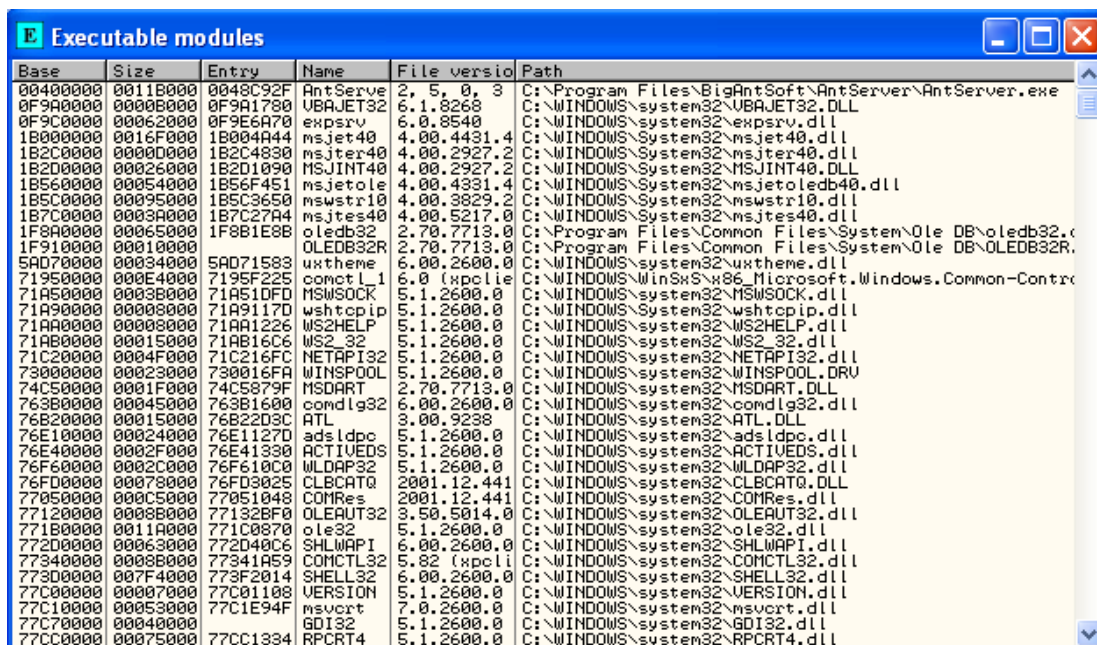 E Executable modules
Base Size Entry Name File versio Path
00400000 0011B000 0048C92F AntServe 2, 5, 0, 3 C:\Program Files\BigAntSoft\AntServer\AntServer.exe
0F9A0000 0000B000 0F9A1780 VBAJET32 6.1.8268 C:\WINDOWS\system32\VBAJET32.DLL
0F9C0000 00062000 0F9E6A70 expsrv 6.0.8540 C:\WINDOWS\system32\expsrv.dll
1B000000 0016F000 1B004A44 msjet40 4.00.4431.4 C:\WINDOWS\system32\msjet40.dll
1B2C0000 0000D000 1B2C4830 msjter40 4.00.2927.2 C:\WINDOWS\system32\msjter40.dll
1B2D0000 00026000 1B2D1090 MSJINT40 4.00.2927.2 C:\WINDOWS\system32\MSJINT40.DLL
1B560000 00054000 1B56F451 msjetole 4.00.4331.4 C:\WINDOWS\system32\msjetoledb40.dll
1B5C0000 00095000 1B5C3650 mswstr10 4.00.3829.2 C:\WINDOWS\system32\mswstr10.dll
1B7C0000 0003A000 1B7C27A4 msjtes40 4.00.5217.0 C:\WINDOWS\system32\msjtes40.dll
1F8A0000 00065000 1F8B1E8B oledb32 2.70.7713.0 C:\Program Files\Common Files\System\Ole DB\oledb32.
1F910000 00010000 OLEDB32R 2.70.7713.0 C:\Program Files\Common Files\System\Ole DB\OLEDB32R.
5AD70000 00034000 5AD71583 uxtheme 6.00.2600.0 C:\WINDOWS\system32\uxtheme.dll
71950000 000E4000 7195F225 comctl_1 6.0 (xpclie C:\WINDOWS\WinSxS\x86_Microsoft.Windows.Common-Contro
71A50000 0003B000 71A51DFD MSWSOCK 5.1.2600.0 C:\WINDOWS\system32\MSWSOCK.dll
71A90000 00008000 71A9117D wshtcpip 5.1.2600.0 C:\WINDOWS\System32\wshtcpip.dll
71AA0000 00008000 71AA1226 WS2HELP 5.1.2600.0 C:\WINDOWS\system32\WS2HELP.dll
71AB0000 00015000 71AB16C6 WS2_32 5.1.2600.0 C:\WINDOWS\system32\WS2_32.dll
71C20000 0004F000 71C216FC NETAPI32 5.1.2600.0 C:\WINDOWS\system32\NETAPI32.dll
73000000 00023000 730016FA WINSPOOL 5.1.2600.0 C:\WINDOWS\system32\WINSPOOL.DRV
74C50000 0001F000 74C5879F MSDART 2.70.7713.0 C:\WINDOWS\system32\MSDART.DLL
763B0000 00045000 763B1600 comdlg32 6.00.2600.0 C:\WINDOWS\system32\comdlg32.dll
76B20000 00015000 76B22D3C ATL 3.00.9238 C:\WINDOWS\system32\ATL.DLL
76E10000 00024000 76E1127D adsldpc 5.1.2600.0 C:\WINDOWS\system32\adsldpc.dll
76E40000 0002F000 76E41330 ACTIVEDS 5.1.2600.0 C:\WINDOWS\system32\ACTIVEDS.dll
76F60000 0002C000 76F610C0 WLDAP32 5.1.2600.0 C:\WINDOWS\system32\WLDAP32.dll
76FD0000 00078000 76FD3025 CLBCATQ 2001.12.441 C:\WINDOWS\system32\CLBCATQ.DLL
77050000 000C5000 77051048 COMRes 2001.12.441 C:\WINDOWS\system32\COMRes.dll
77120000 0008B000 77132BF0 OLEAUT32 3.50.5014.0 C:\WINDOWS\system32\OLEAUT32.dll
771B0000 0011A000 771C0870 ole32 5.1.2600.0 C:\WINDOWS\system32\ole32.dll
772D0000 00063000 772D40C6 SHLWAPI 6.00.2600.0 C:\WINDOWS\system32\SHLWAPI.dll
77340000 0008B000 77341A59 COMCTL32 5.82 (xpcli C:\WINDOWS\system32\COMCTL32.dll
773D0000 007F4000 773F2014 SHELL32 6.00.2600.0 C:\WINDOWS\system32\SHELL32.dll
77C00000 00007000 77C01108 VERSION 5.1.2600.0 C:\WINDOWS\system32\VERSION.dll
77C10000 00053000 77C1E94F msvcrt 7.0.2600.0 C:\WINDOWS\system32\msvcrt.dll
77C70000 00040000 GDI32 5.1.2600.0 C:\WINDOWS\system32\GDI32.dll
77CC0000 00075000 77CC1334 RPCRT4 5.1.2600.0 C:\WINDOWS\system32\RPCRT4.dll